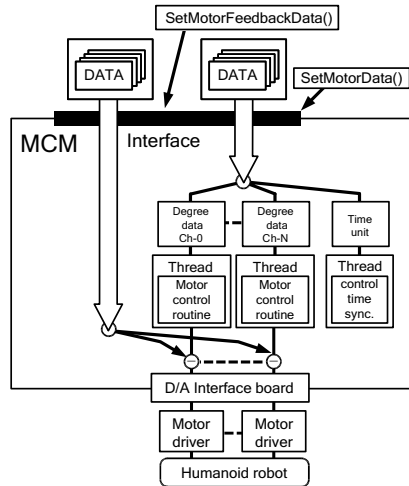 SetMotorFeedbackData()
DATA
DATA
SetMotorData()
MCM
Interface
Degree
data
Ch-0
Degree
data
Ch-N
Time
unit
Thread
Motor
control
routine
Thread
Motor
control
routine
Thread
control
time
sync.
D/A Interface board
Motor
driver
Motor
driver
Humanoid robot